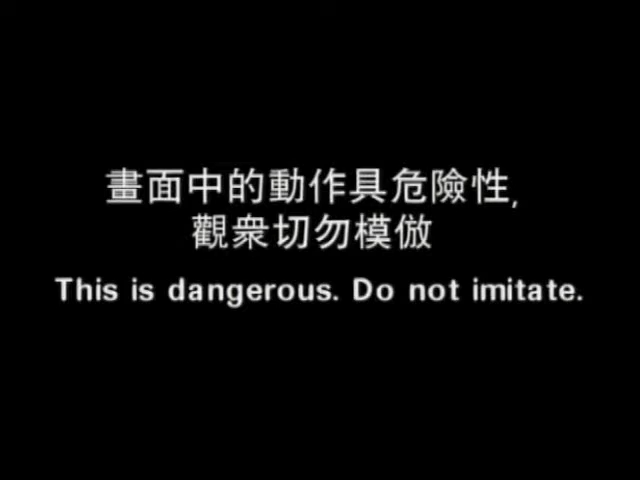 畫面中的動作具危險性,
觀衆切勿模倣
This is dangerous. Do not imitate.